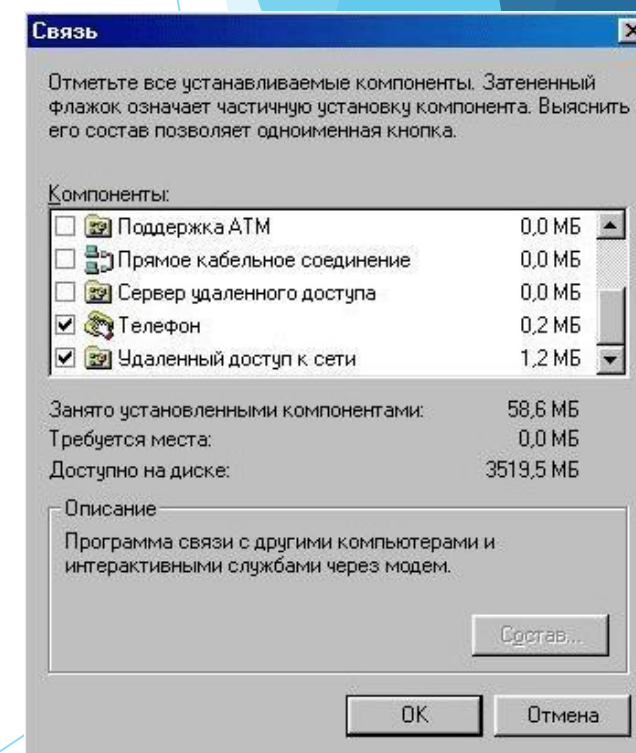 Связь
Отметьте все устанавливаемые компоненты. Затененный
флажок означает частичную установку компонента. Выяснить
его состав позволяет одноименная кнопка.
Компоненты:
Поддержка ATM 0,0 МБ
Прямое кабельное соединение 0,0 МБ
Сервер удаленного доступа 0,0 МБ
Телефон 0,2 МБ
Удаленный доступ к сети 1,2 МБ
Занято установленными компонентами: 58,6 МБ
Требуется места: 0,0 МБ
Доступно на диске: 3519,5 МБ
Описание
Программа связи с другими компьютерами и
интерактивными службами через модем.
Состав...
OK Отмена